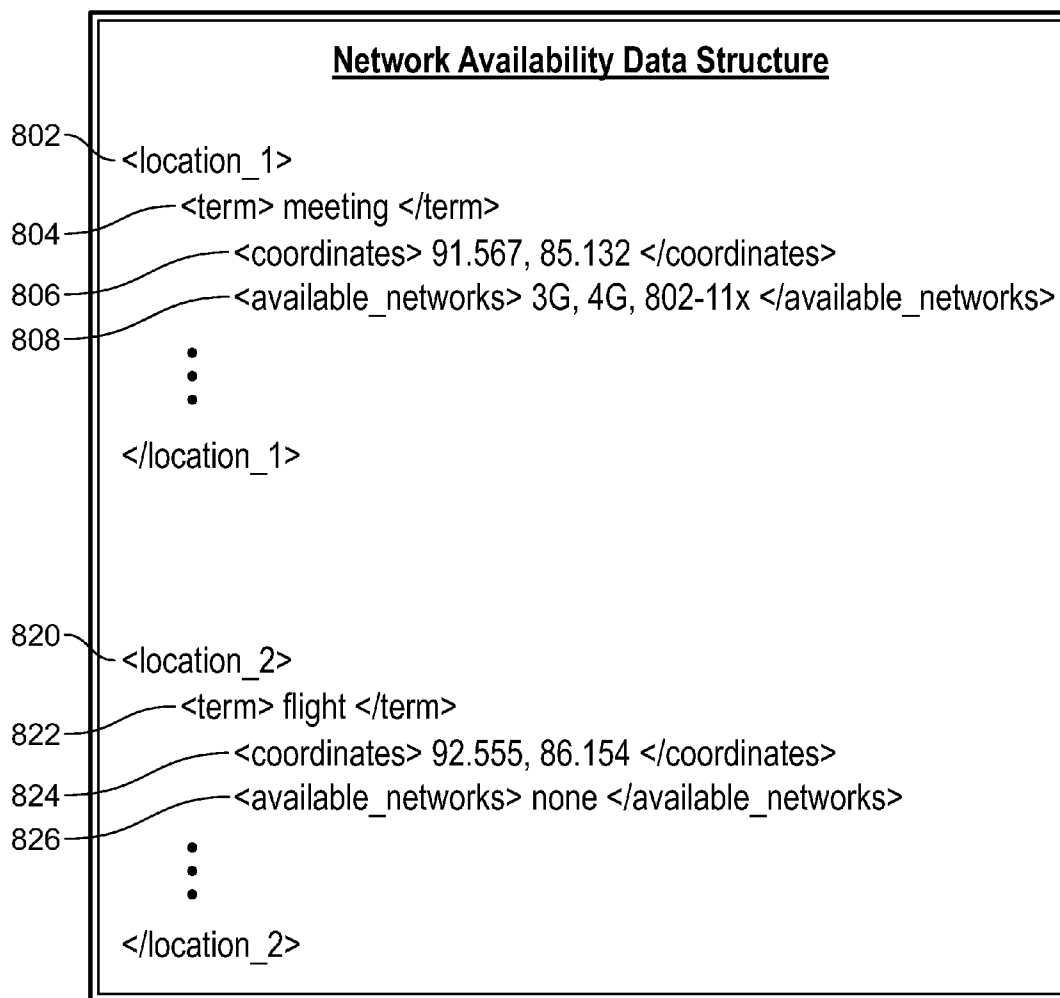 Network Availability Data Structure
802
<location_1>
804
<term> meeting </term>
806
<coordinates> 91.567, 85.132 </coordinates>
808
<available_networks> 3G, 4G, 802-11x </available_networks>
</location_1>
820
<location_2>
822
<term> flight </term>
824
<coordinates> 92.555, 86.154 </coordinates>
826
<available_networks> none </available_networks>
</location_2>